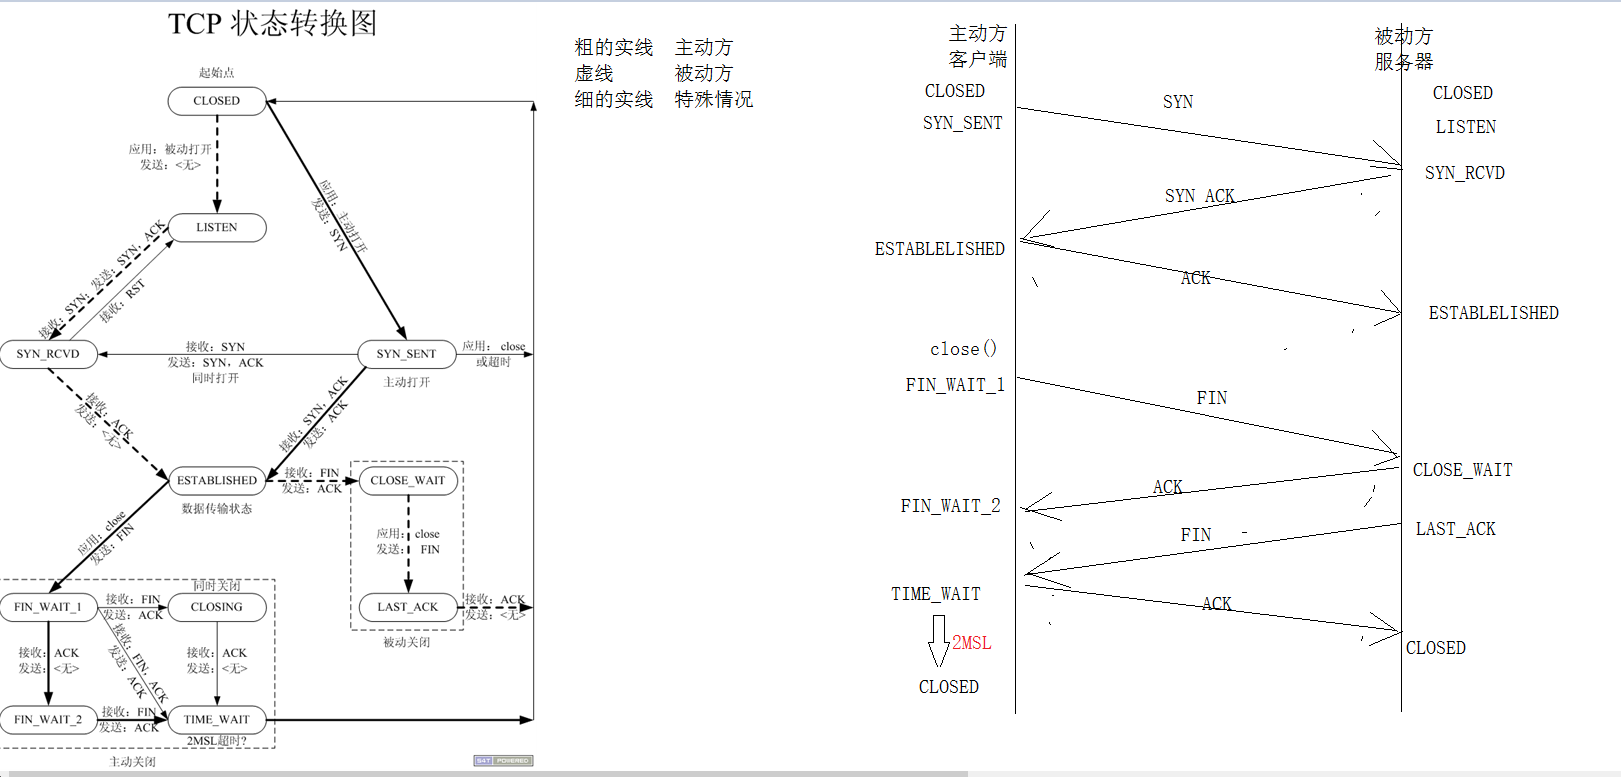 TCP 状态转换图
起始点
CLOSED
应用：被动打开
发送：<无>
应用：主动打开
发送：SYN
LISTEN
接收：SYN；发送：SYN，ACK
接收：RST
SYN_RCVD
接收：SYN
发送：SYN，ACK
同时打开
SYN_SENT
主动打开
应用：close
或超时
接收：ACK
发送：<无>
接收：SYN，ACK
发送：ACK
ESTABLISHED
数据传输状态
接收：FIN
发送：ACK
CLOSE_WAIT
应用：close
发送：FIN
应用：close
发送：FIN
LAST_ACK
接收：ACK
发送：<无>
被动关闭
同时关闭
FIN_WAIT_1
接收：FIN
发送：ACK
CLOSING
接收：ACK
发送：<无>
接收：FIN，ACK
发送：ACK
接收：ACK
发送：<无>
FIN_WAIT_2
接收：FIN
发送：ACK
TIME_WAIT
2MSL超时?
主动关闭
S4T POWERED
粗的实线 主动方
虚线 被动方
细的实线 特殊情况
主动方
客户端
被动方
服务器
CLOSED
SYN
CLOSED
SYN_SENT
LISTEN
SYN_RCVD
SYN ACK
ESTABLELISHED
ACK
ESTABLELISHED
close()
FIN_WAIT_1
FIN
CLOSE_WAIT
ACK
FIN_WAIT_2
LAST_ACK
FIN
TIME_WAIT
ACK
2MSL
CLOSED
CLOSED